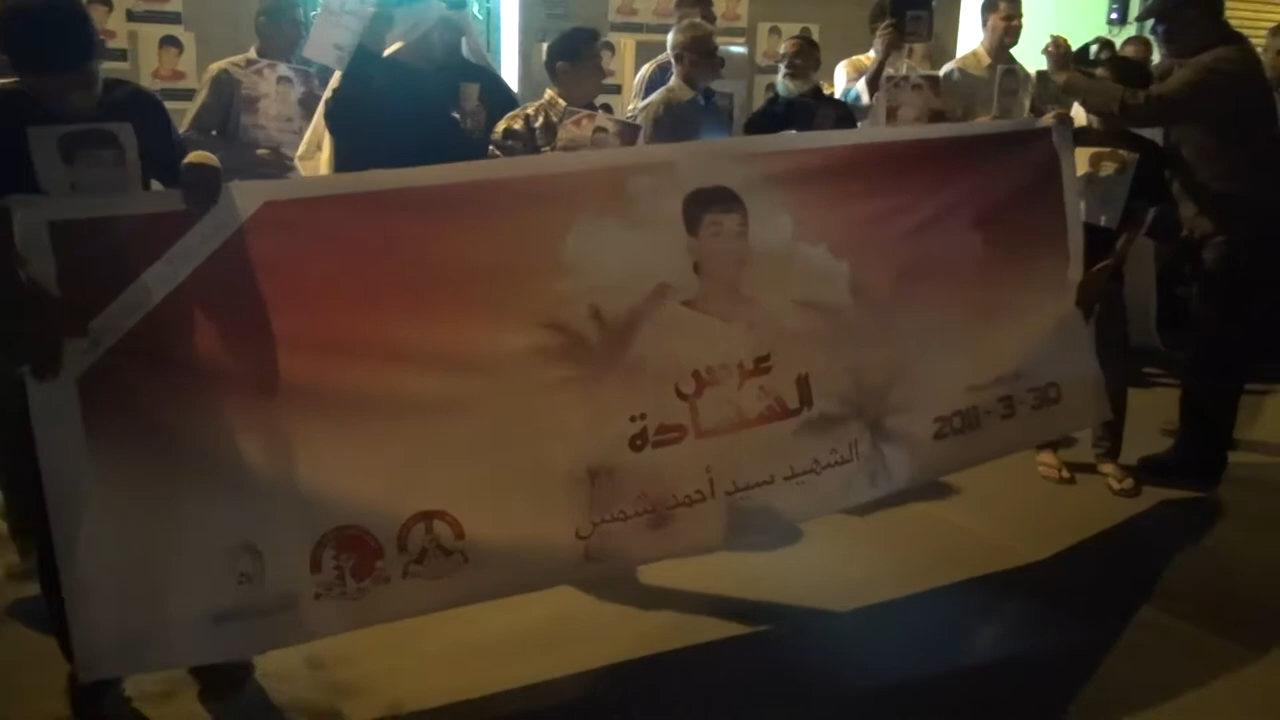 عرس
الشهادة
الشهيد سيد أحمد شمس
2011-3-30